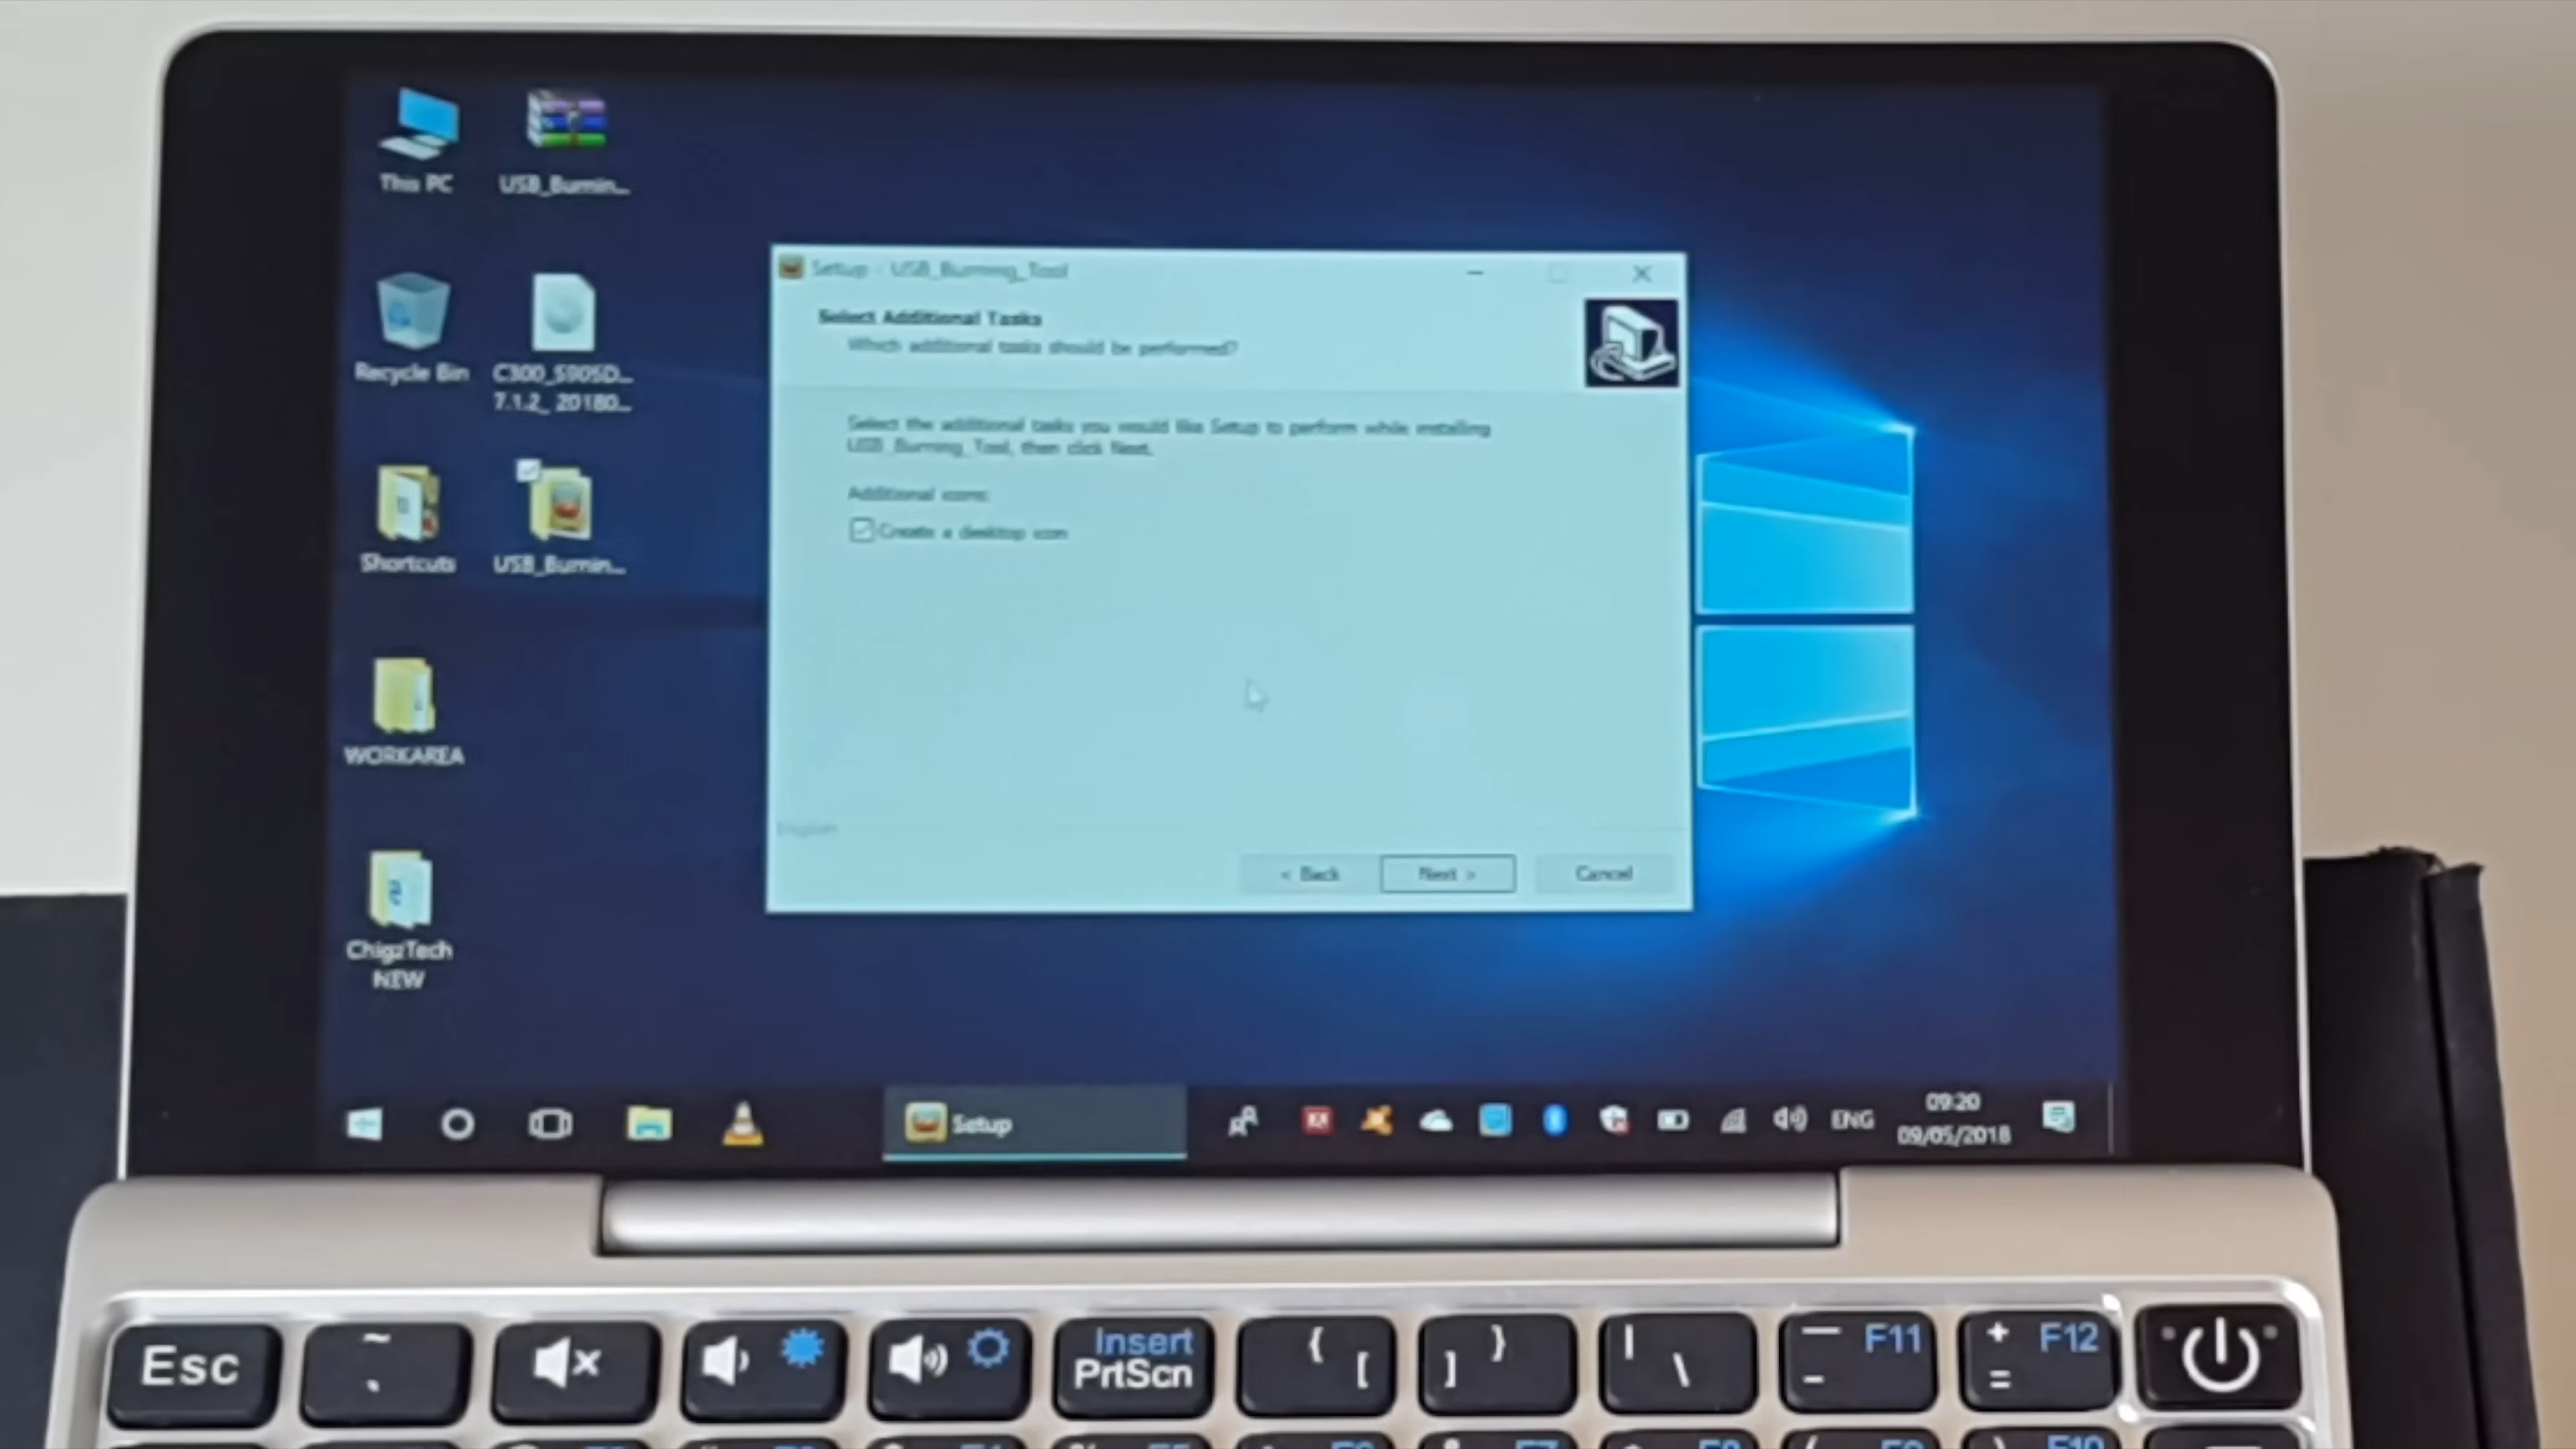 This PC
USB_Burnin...
Recycle Bin
C300_S905D...
7.1.2_ 20180...
Shortcuts
USB_Burnin...
WORKAREA
ChigzTech
NEW
Setup - USB_Burning_Tool
Select Additional Tasks
Which additional tasks should be performed?
Select the additional tasks you would like Setup to perform while installing
USB_Burning_Tool, then click Next.
Additional icons:
Create a desktop icon
English
< Back
Next >
Cancel
Setup
ENG
09:20
09/05/2018
Esc
~
`
Insert
PrtScn
{
[
}
]
|
\
—
-
F11
+
=
F12